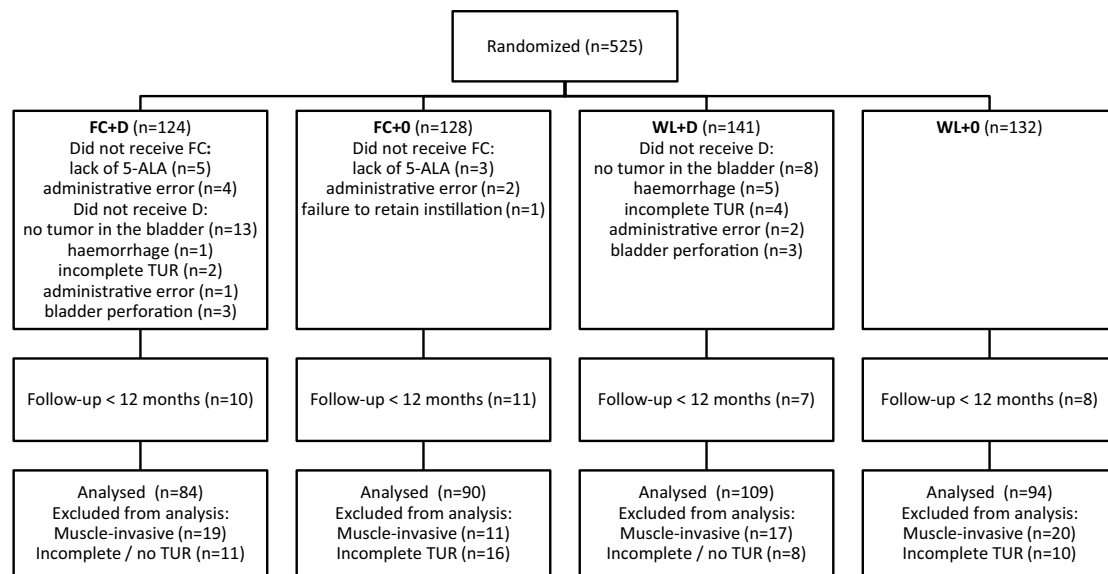 Randomized (n=525)
FC+D (n=124)
Did not receive FC:
lack of 5-ALA (n=5)
administrative error (n=4)
Did not receive D:
no tumor in the bladder (n=13)
haemorrhage (n=1)
incomplete TUR (n=2)
administrative error (n=1)
bladder perforation (n=3)
FC+0 (n=128)
Did not receive FC:
lack of 5-ALA (n=3)
administrative error (n=2)
failure to retain instillation (n=1)
WL+D (n=141)
Did not receive D:
no tumor in the bladder (n=8)
haemorrhage (n=5)
incomplete TUR (n=4)
administrative error (n=2)
bladder perforation (n=3)
WL+0 (n=132)
Follow-up < 12 months (n=10)
Follow-up < 12 months (n=11)
Follow-up < 12 months (n=7)
Follow-up < 12 months (n=8)
Analysed (n=84)
Excluded from analysis:
Muscle-invasive (n=19)
Incomplete / no TUR (n=11)
Analysed (n=90)
Excluded from analysis:
Muscle-invasive (n=11)
Incomplete TUR (n=16)
Analysed (n=109)
Excluded from analysis:
Muscle-invasive (n=17)
Incomplete / no TUR (n=8)
Analysed (n=94)
Excluded from analysis:
Muscle-invasive (n=20)
Incomplete TUR (n=10)